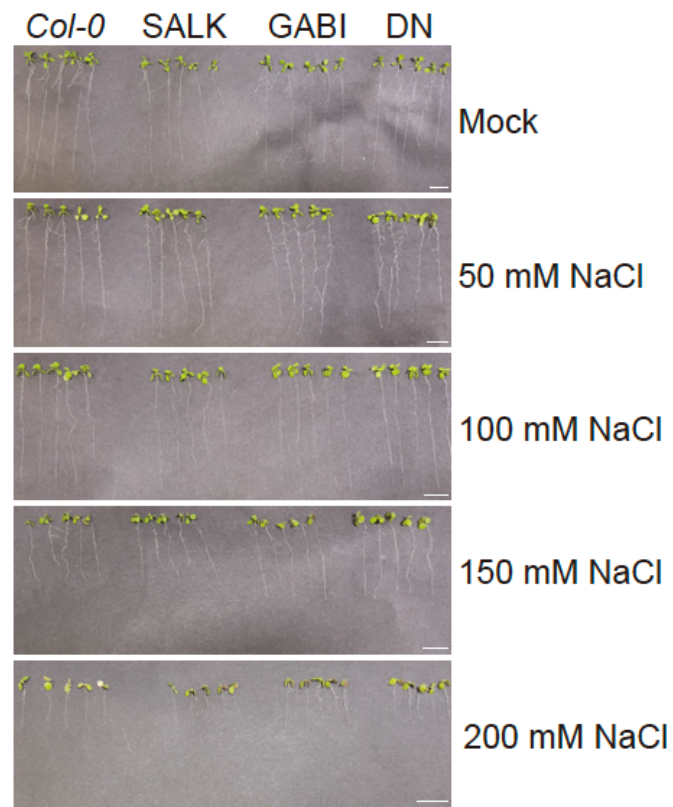 Col-0 SALK GABI DN
Mock
50 mM NaCl
100 mM NaCl
150 mM NaCl
200 mM NaCl